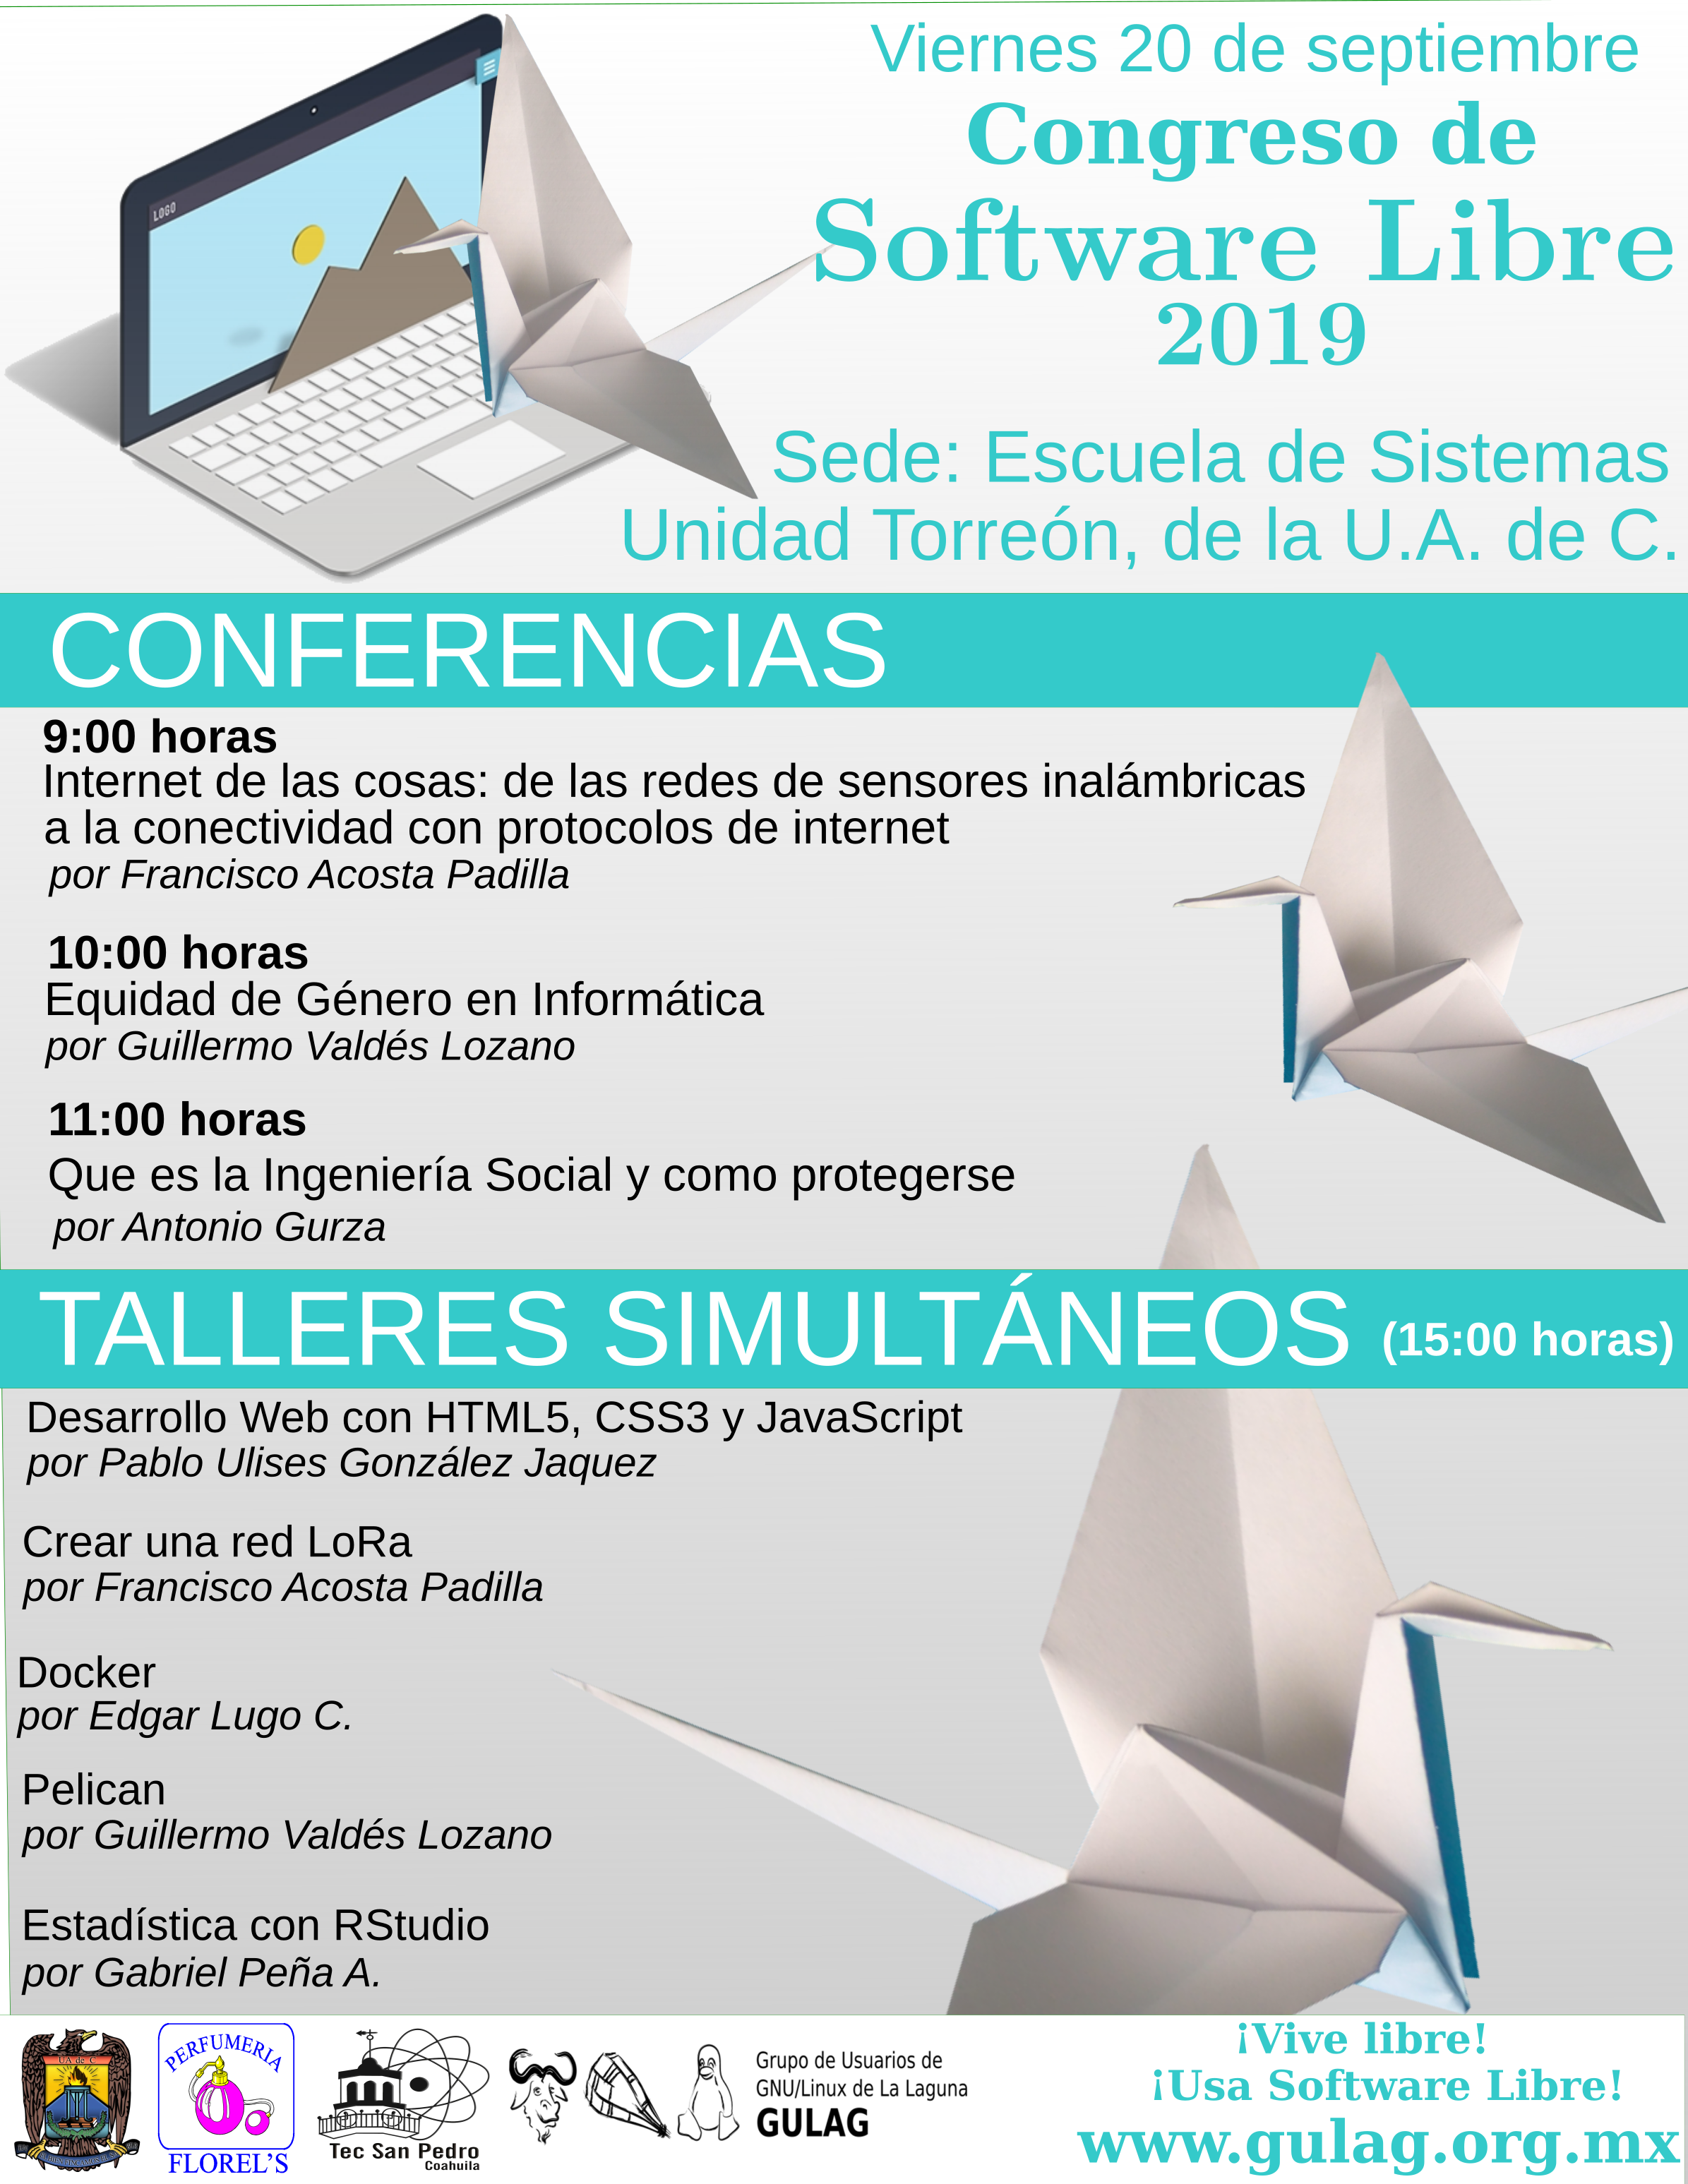 Viernes 20 de septiembre
Congreso de
Software Libre
2019
LOGO
Sede: Escuela de Sistemas
Unidad Torreón, de la U.A. de C.
CONFERENCIAS
9:00 horas
Internet de las cosas: de las redes de sensores inalámbricas
a la conectividad con protocolos de internet
por Francisco Acosta Padilla
10:00 horas
Equidad de Género en Informática
por Guillermo Valdés Lozano
11:00 horas
Que es la Ingeniería Social y como protegerse
por Antonio Gurza
TALLERES SIMULTÁNEOS (15:00 horas)
Desarrollo Web con HTML5, CSS3 y JavaScript
por Pablo Ulises González Jaquez
Crear una red LoRa
por Francisco Acosta Padilla
Docker
por Edgar Lugo C.
Pelican
por Guillermo Valdés Lozano
Estadística con RStudio
por Gabriel Peña A.
UA de C
PERFUMERIA
FLOREL'S
Tec San Pedro
Coahuila
Grupo de Usuarios de
GNU/Linux de La Laguna
GULAG
¡Vive libre!
¡Usa Software Libre!
www.gulag.org.mx